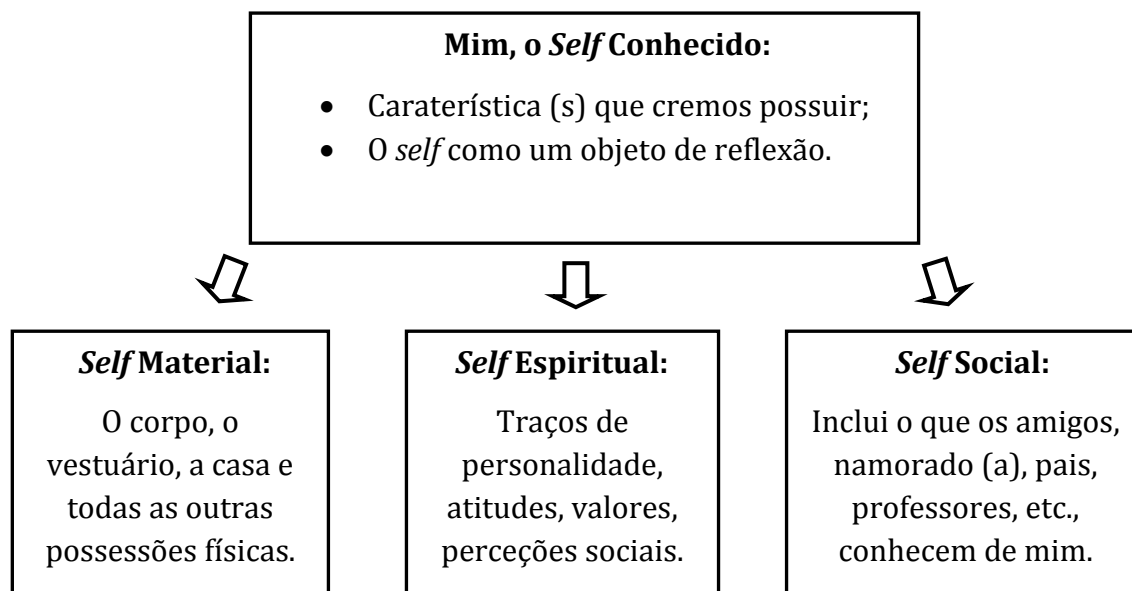 Mim, o Self Conhecido:
• Caraterística (s) que cremos possuir;
• O self como um objeto de reflexão.
Self Material:
O corpo, o
vestuário, a casa e
todas as outras
possessões físicas.
Self Espiritual:
Traços de
personalidade,
atitudes, valores,
perceções sociais.
Self Social:
Inclui o que os amigos,
namorado (a), pais,
professores, etc.,
conhecem de mim.